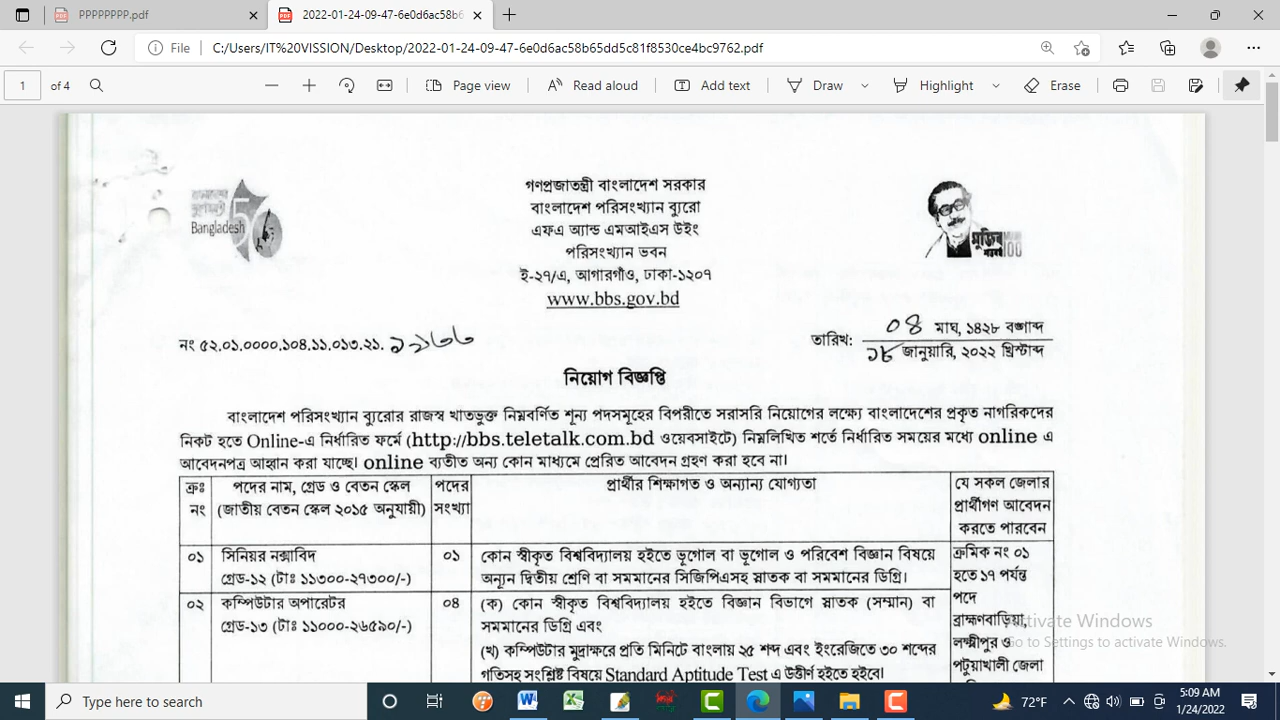 PPPPPPPP.pdf
2022-01-24-09-47-6e0d6ac58b6
File
C:/Users/IT%20VISSION/Desktop/2022-01-24-09-47-6e0d6ac58b65dd5c81f8530ce4bc9762.pdf
1 of 4
Page view
Read aloud
Add text
Draw
Highlight
Erase
Bangladesh 50
গণপ্রজাতন্ত্রী বাংলাদেশ সরকার
বাংলাদেশ পরিসংখ্যান ব্যুরো
এফএ অ্যান্ড এমআইএস উইং
পরিসংখ্যান ভবন
ই-২৭/এ, আগারগাঁও, ঢাকা-১২০৭
www.bbs.gov.bd
মুজিব
100
নং ৫২.০১.০০০০.১০৪.১১.০১৩.২১.
তারিখ: ০৪ মাঘ, ১৪২৮ বঙ্গাব্দ
১৮ জানুয়ারি, ২০২২ খ্রিস্টাব্দ
নিয়োগ বিজ্ঞপ্তি
বাংলাদেশ পরিসংখ্যান ব্যুরোর রাজস্ব খাতভুক্ত নিম্নবর্ণিত শূন্য পদসমূহের বিপরীতে সরাসরি নিয়োগের লক্ষ্যে বাংলাদেশের প্রকৃত নাগরিকদের
নিকট হতে Online-এ নির্ধারিত ফর্মে (http://bbs.teletalk.com.bd ওয়েবসাইটে) নিম্নলিখিত শর্তে নির্ধারিত সময়ের মধ্যে online এ
আবেদনপত্র আহ্বান করা যাচ্ছে। online ব্যতীত অন্য কোন মাধ্যমে প্রেরিত আবেদন গ্রহণ করা হবে না।
ক্রঃ
নং
পদের নাম, গ্রেড ও বেতন স্কেল
(জাতীয় বেতন স্কেল ২০১৫ অনুযায়ী)
পদের
সংখ্যা
প্রার্থীর শিক্ষাগত ও অন্যান্য যোগ্যতা
যে সকল জেলার
প্রার্থীগণ আবেদন
করতে পারবেন
০১
সিনিয়র নক্সাবিদ
গ্রেড-১২ (টাঃ ১১৩০০-২৭৩০০/-)
০১
কোন স্বীকৃত বিশ্ববিদ্যালয় হইতে ভূগোল বা ভূগোল ও পরিবেশ বিজ্ঞান বিষয়ে
অন্যূন দ্বিতীয় শ্রেণি বা সমমানের সিজিপিএসহ স্নাতক বা সমমানের ডিগ্রি।
০২
কম্পিউটার অপারেটর
গ্রেড-১৩ (টাঃ ১১০০০-২৬৫৯০/-)
০৪
(ক) কোন স্বীকৃত বিশ্ববিদ্যালয় হইতে বিজ্ঞান বিভাগে স্নাতক (সম্মান) বা
সমমানের ডিগ্রি এবং
(খ) কম্পিউটার মুদ্রাক্ষরে প্রতি মিনিটে বাংলায় ২৫ শব্দ এবং ইংরেজিতে ৩০ শব্দের
গতিসহ সংশ্লিষ্ট বিষয়ে Standard Aptitude Test এ উত্তীর্ণ হইতে হইবে।
ক্রমিক নং ০১
হতে ১৭ পর্যন্ত
পদে
ব্রাহ্মণবাড়িয়া,
লক্ষ্মীপুর ও
পটুয়াখালী জেলা
Activate Windows
Go to Settings to activate Windows.
Type here to search
72°F
5:09 AM
1/24/2022